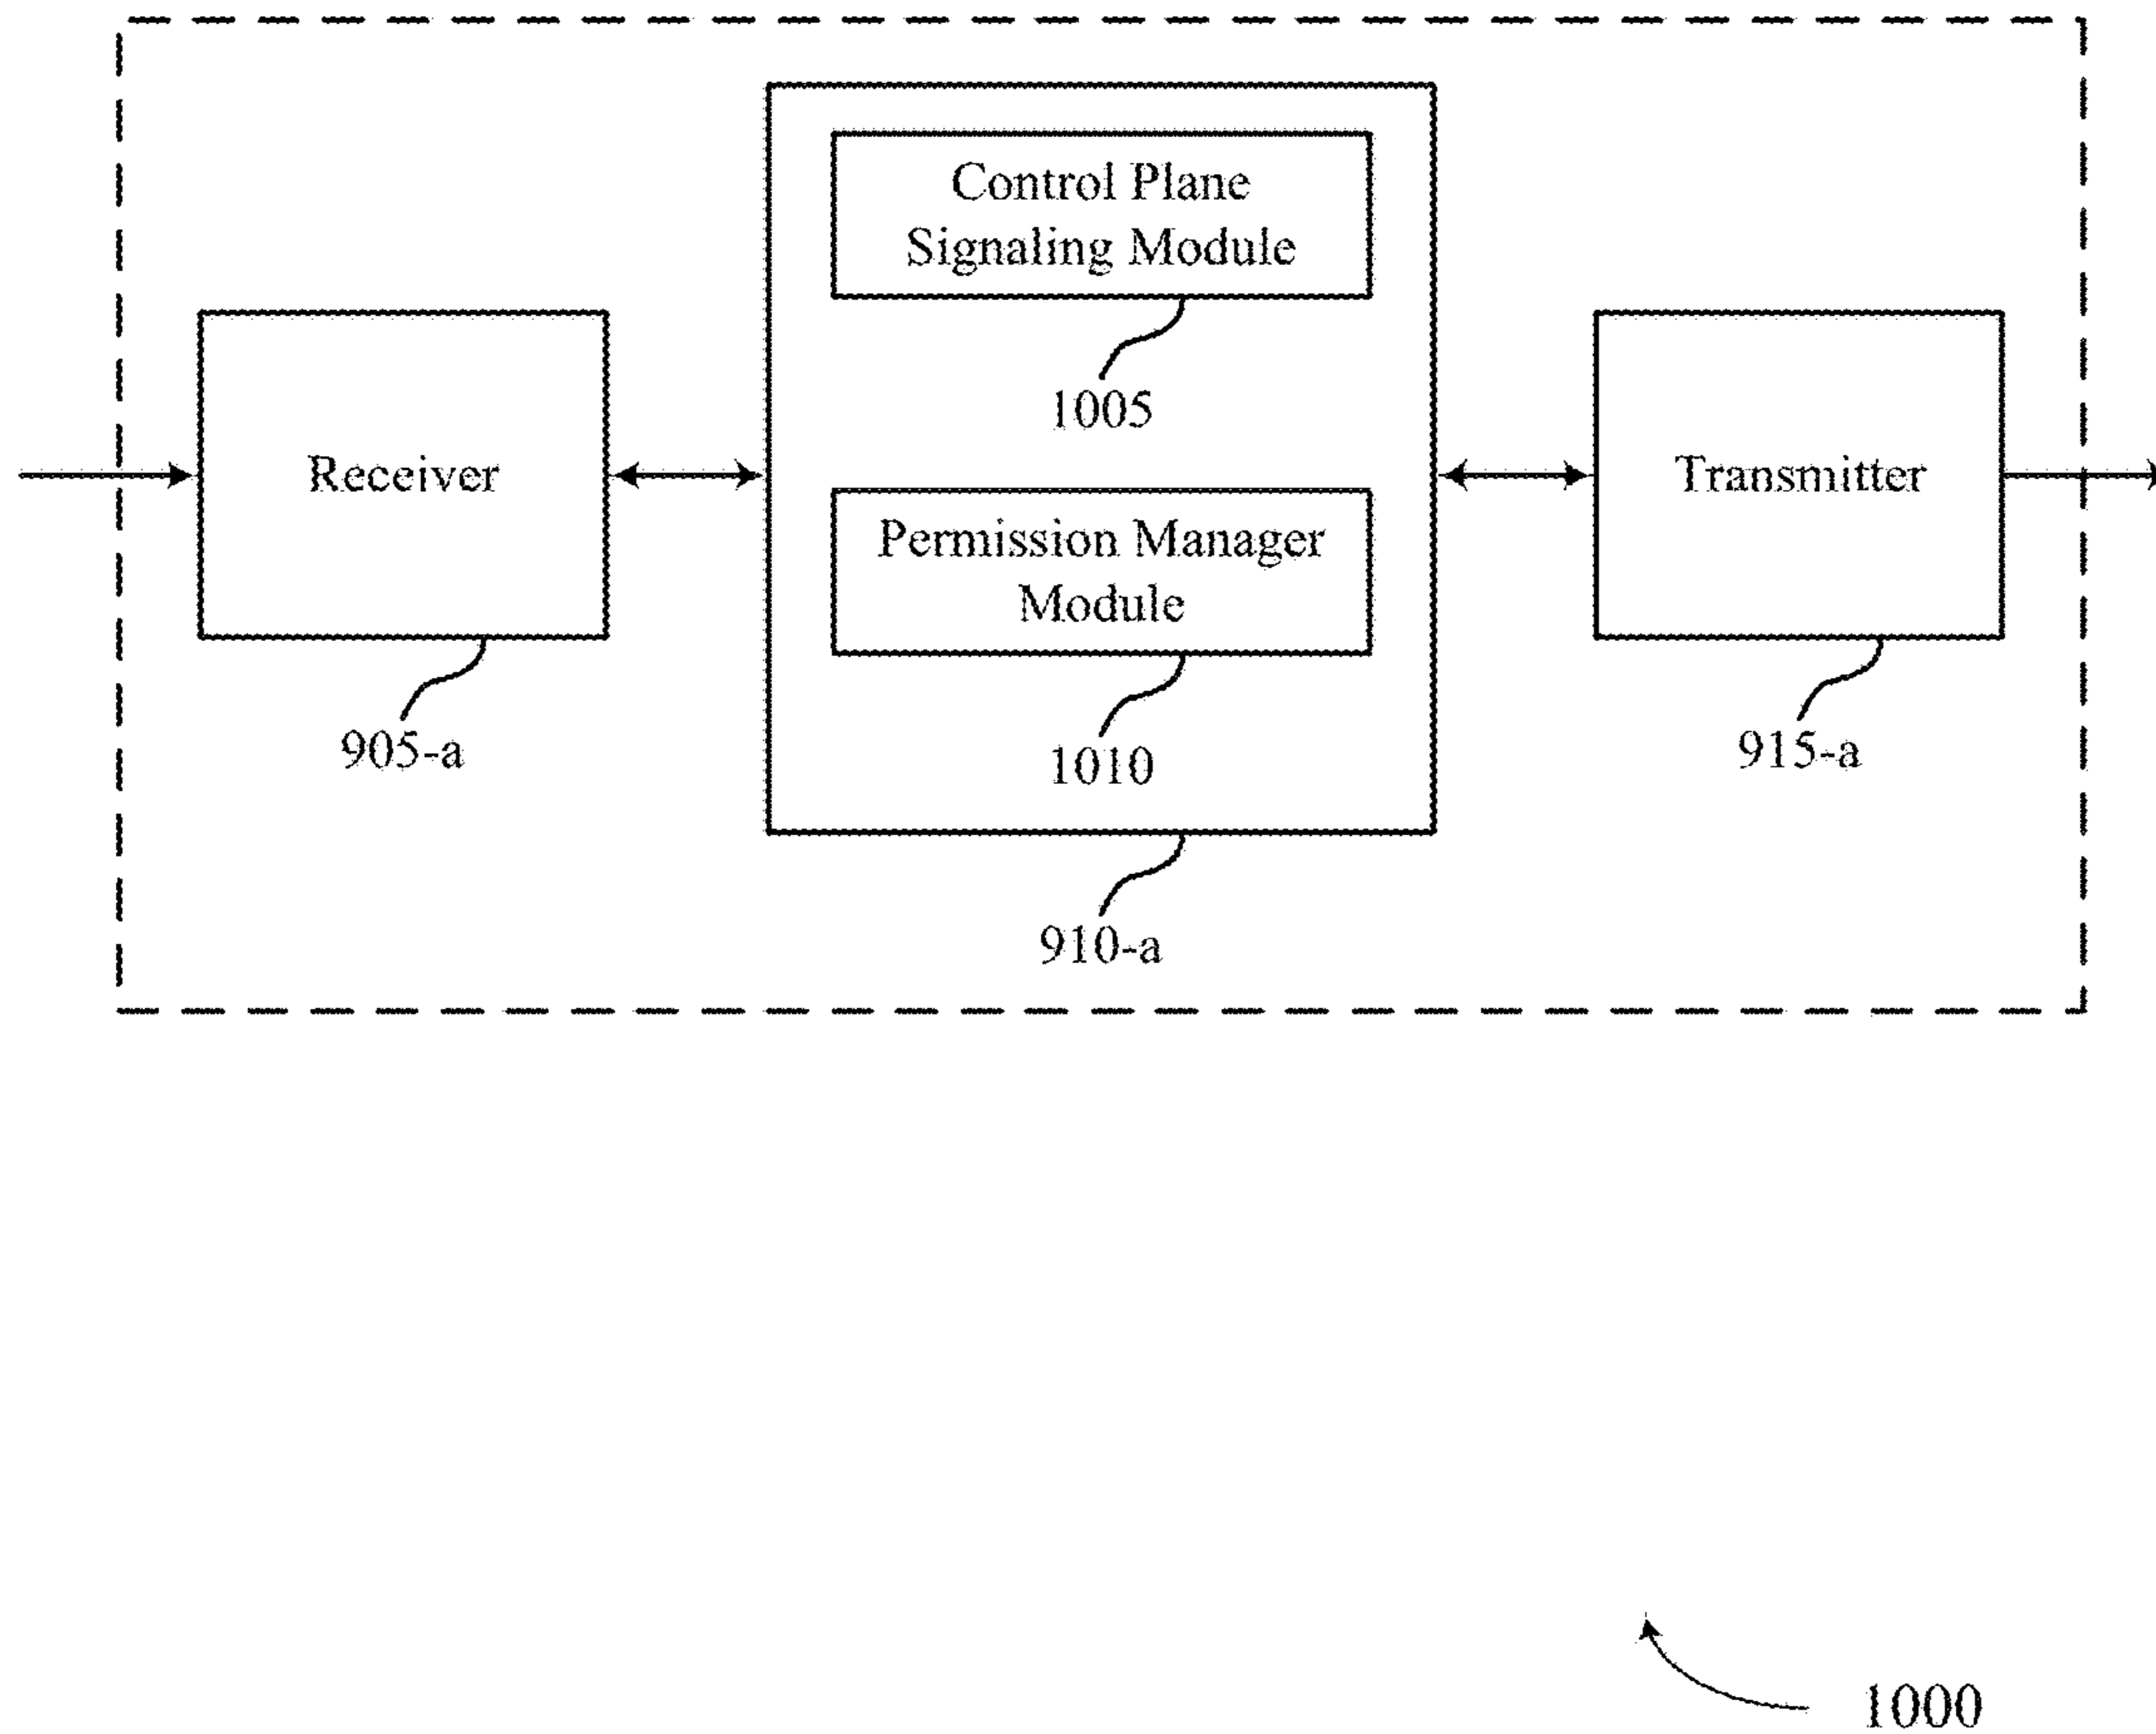 Control Plane
Signaling Module
1005
Receiver
905-a
Permission Manager
Module
1010
910-a
Transmitter
915-a
1000